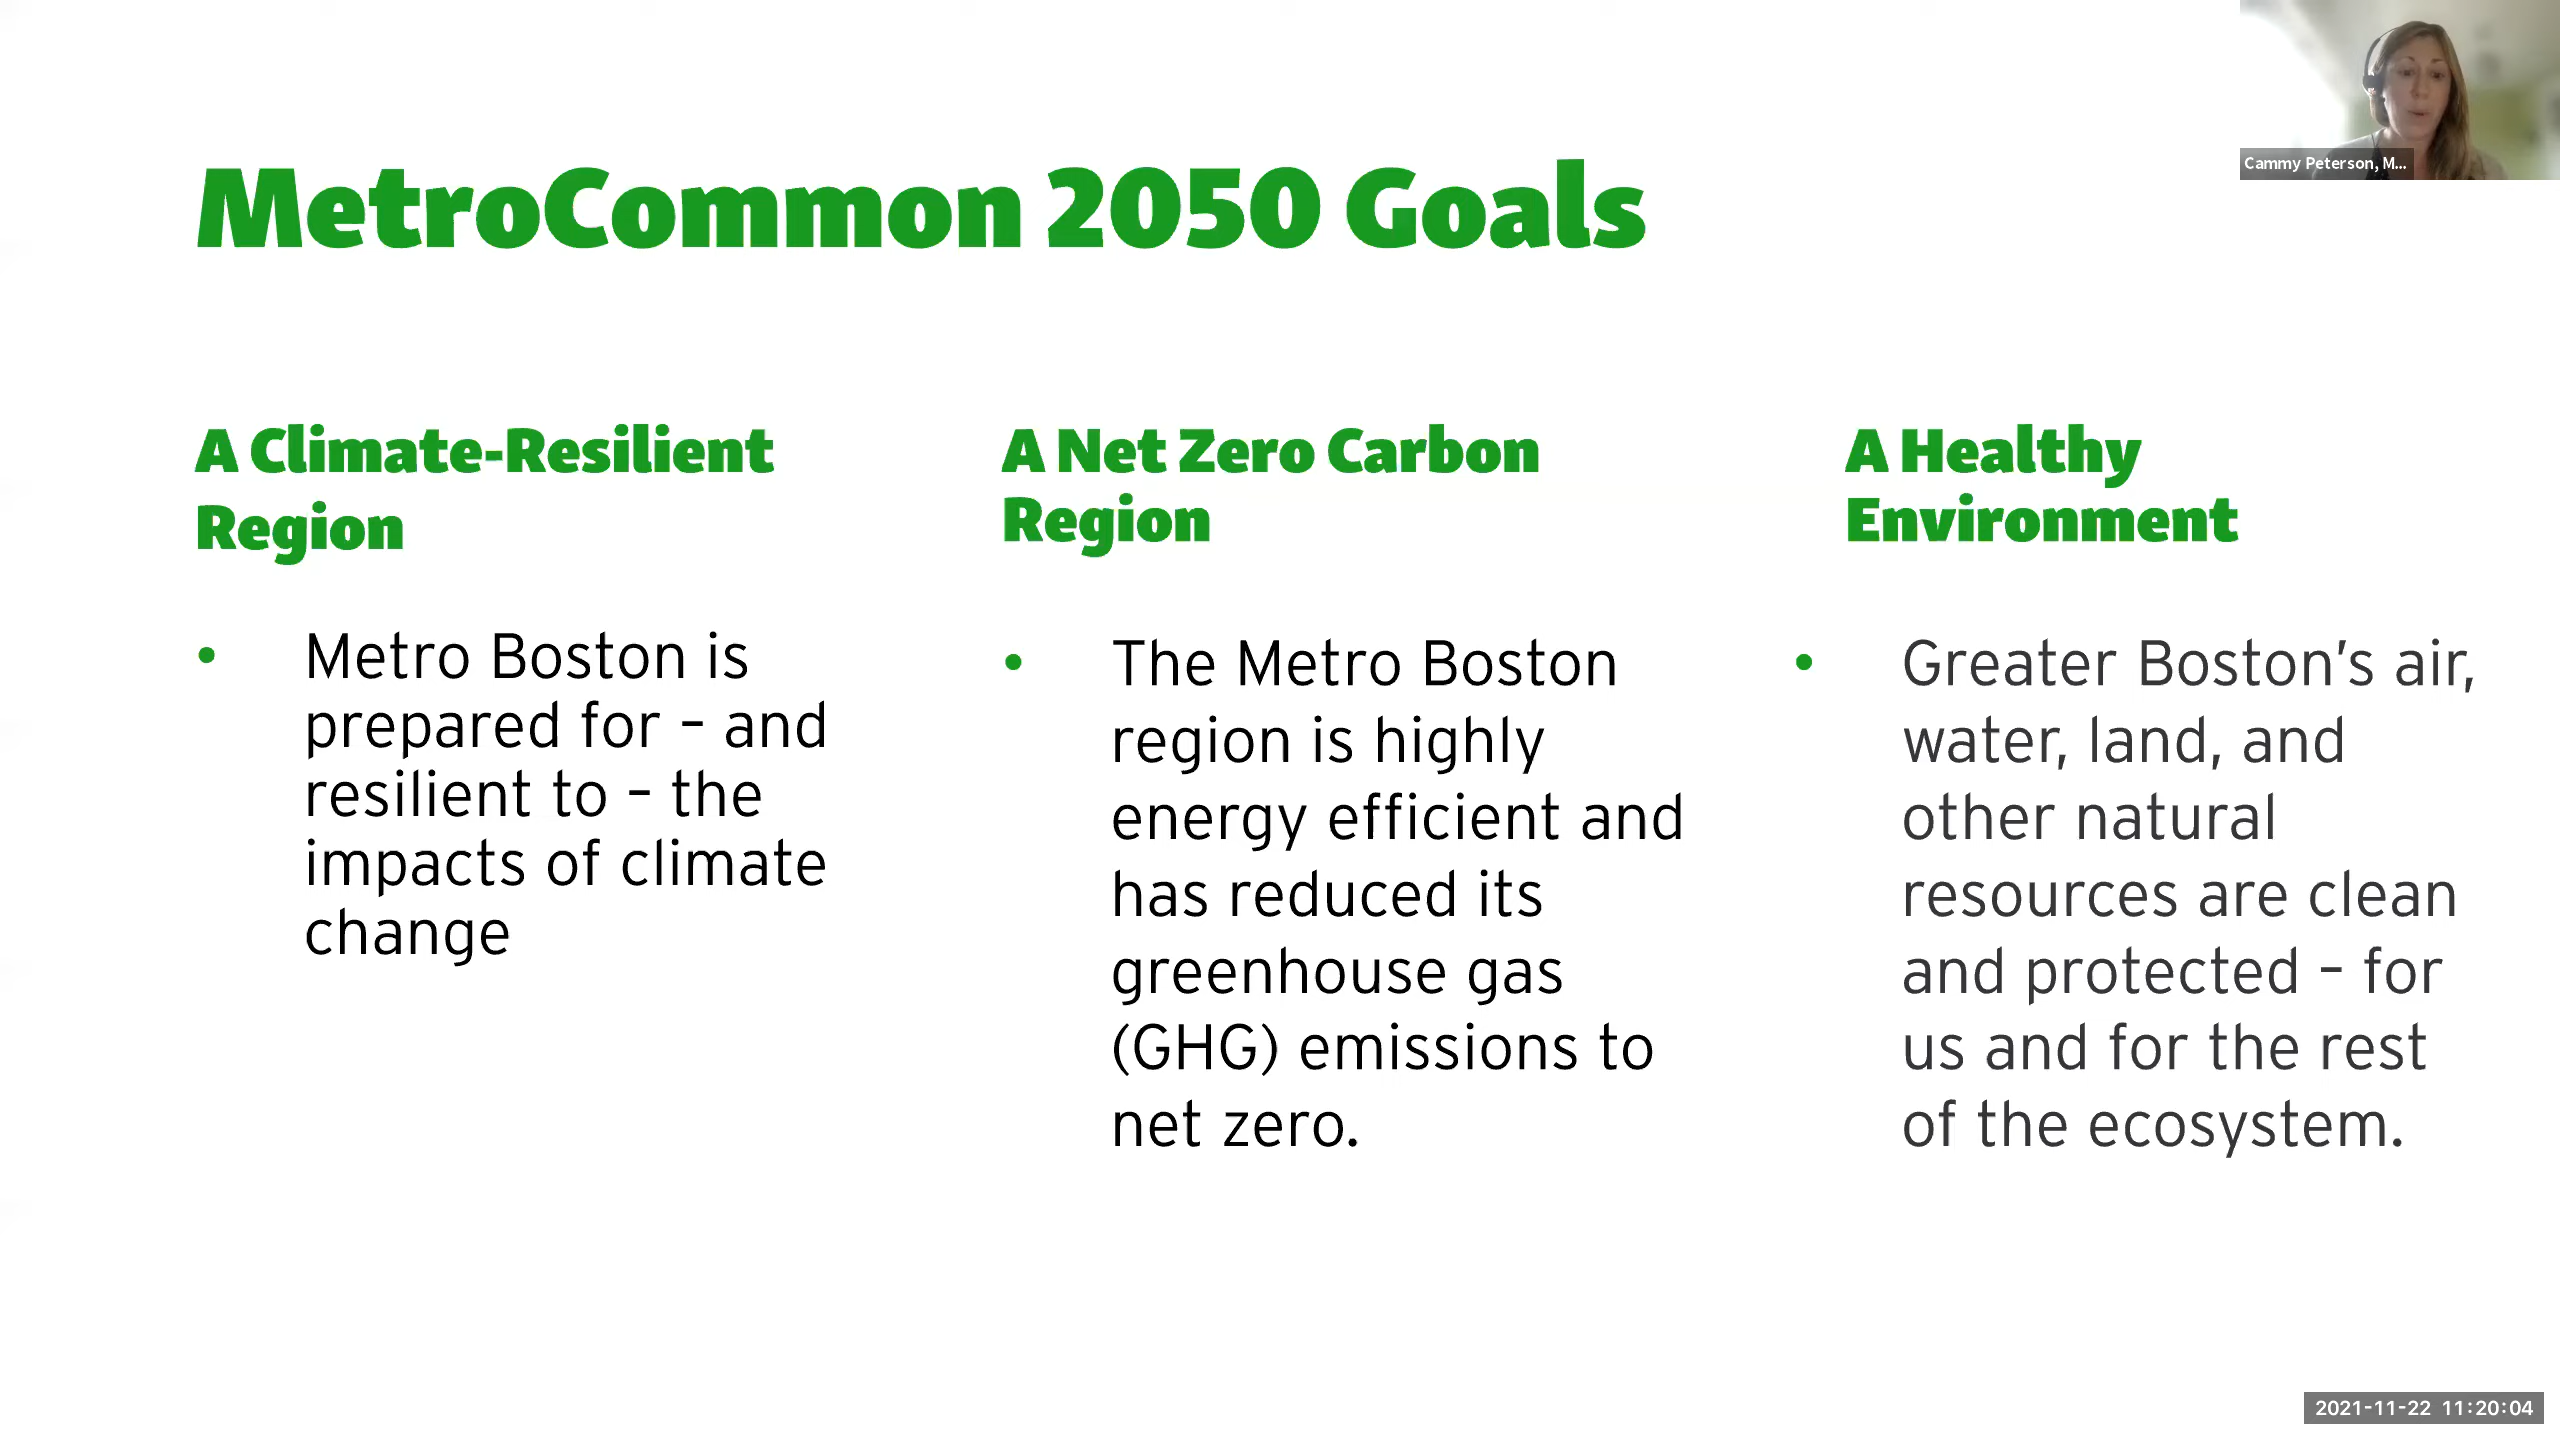 Cammy Peterson, M...
MetroCommon 2050 Goals
A Climate-Resilient
Region
• Metro Boston is
prepared for – and
resilient to – the
impacts of climate
change
A Net Zero Carbon
Region
• The Metro Boston
region is highly
energy efficient and
has reduced its
greenhouse gas
(GHG) emissions to
net zero.
A Healthy
Environment
• Greater Boston’s air,
water, land, and
other natural
resources are clean
and protected – for
us and for the rest
of the ecosystem.
2021-11-22 11:20:04